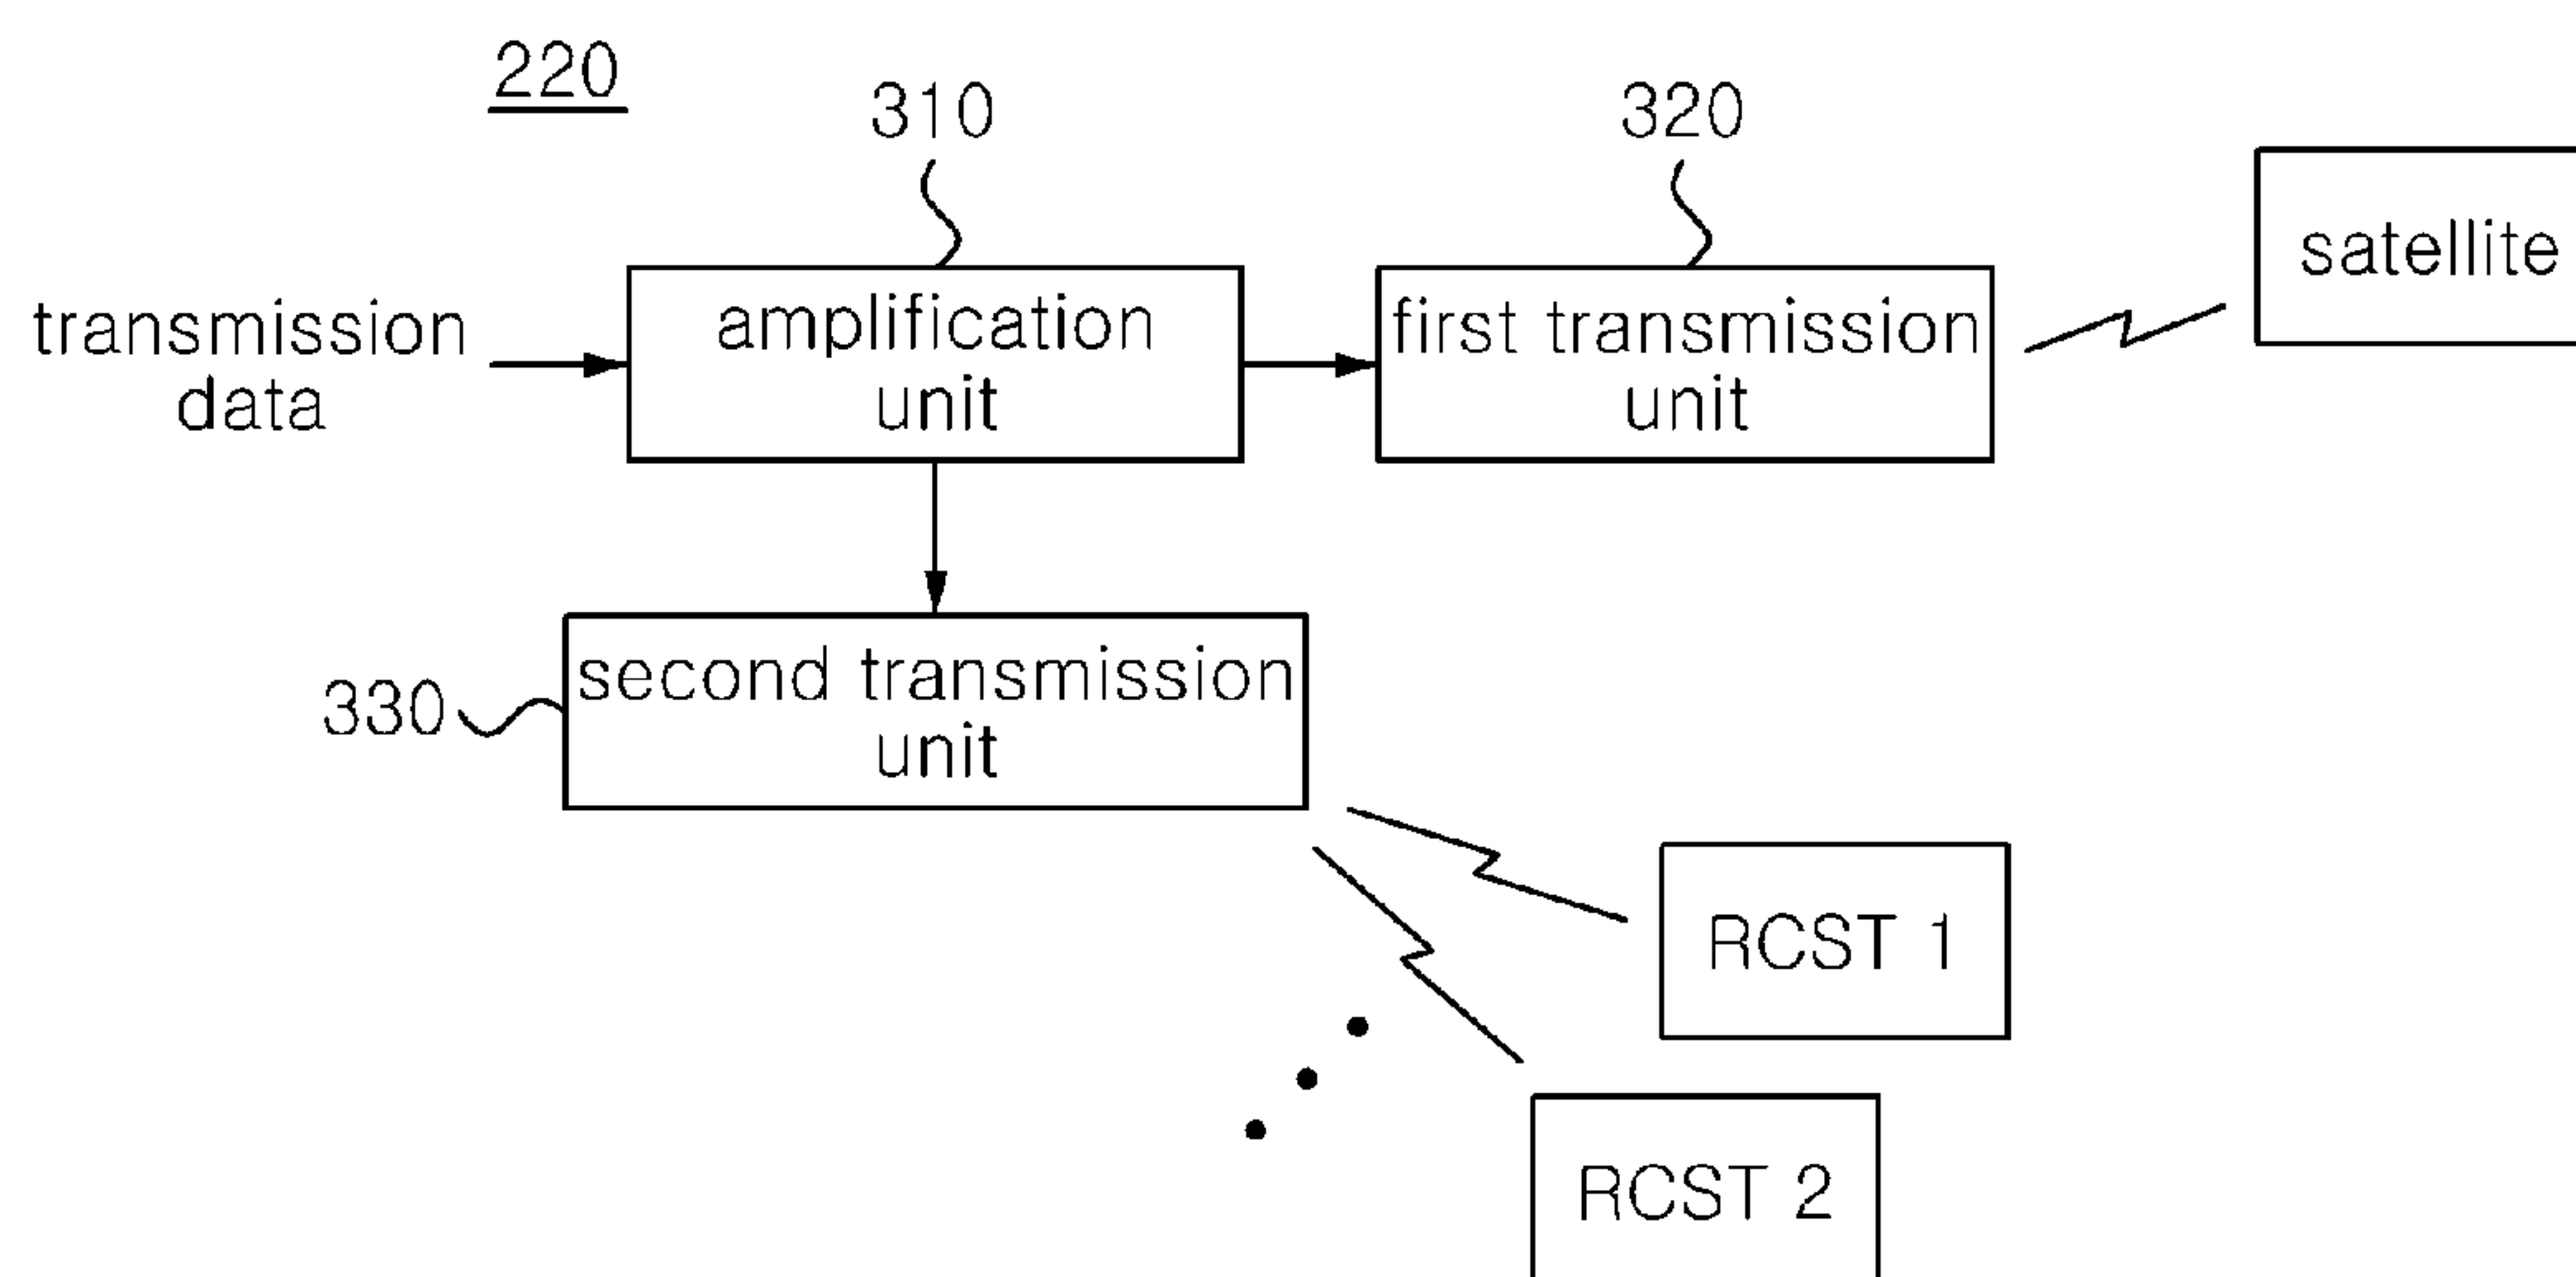 220
310
320
satellite
transmission
data
amplification
unit
first transmission
unit
330
second transmission
unit
RCST 1
RCST 2